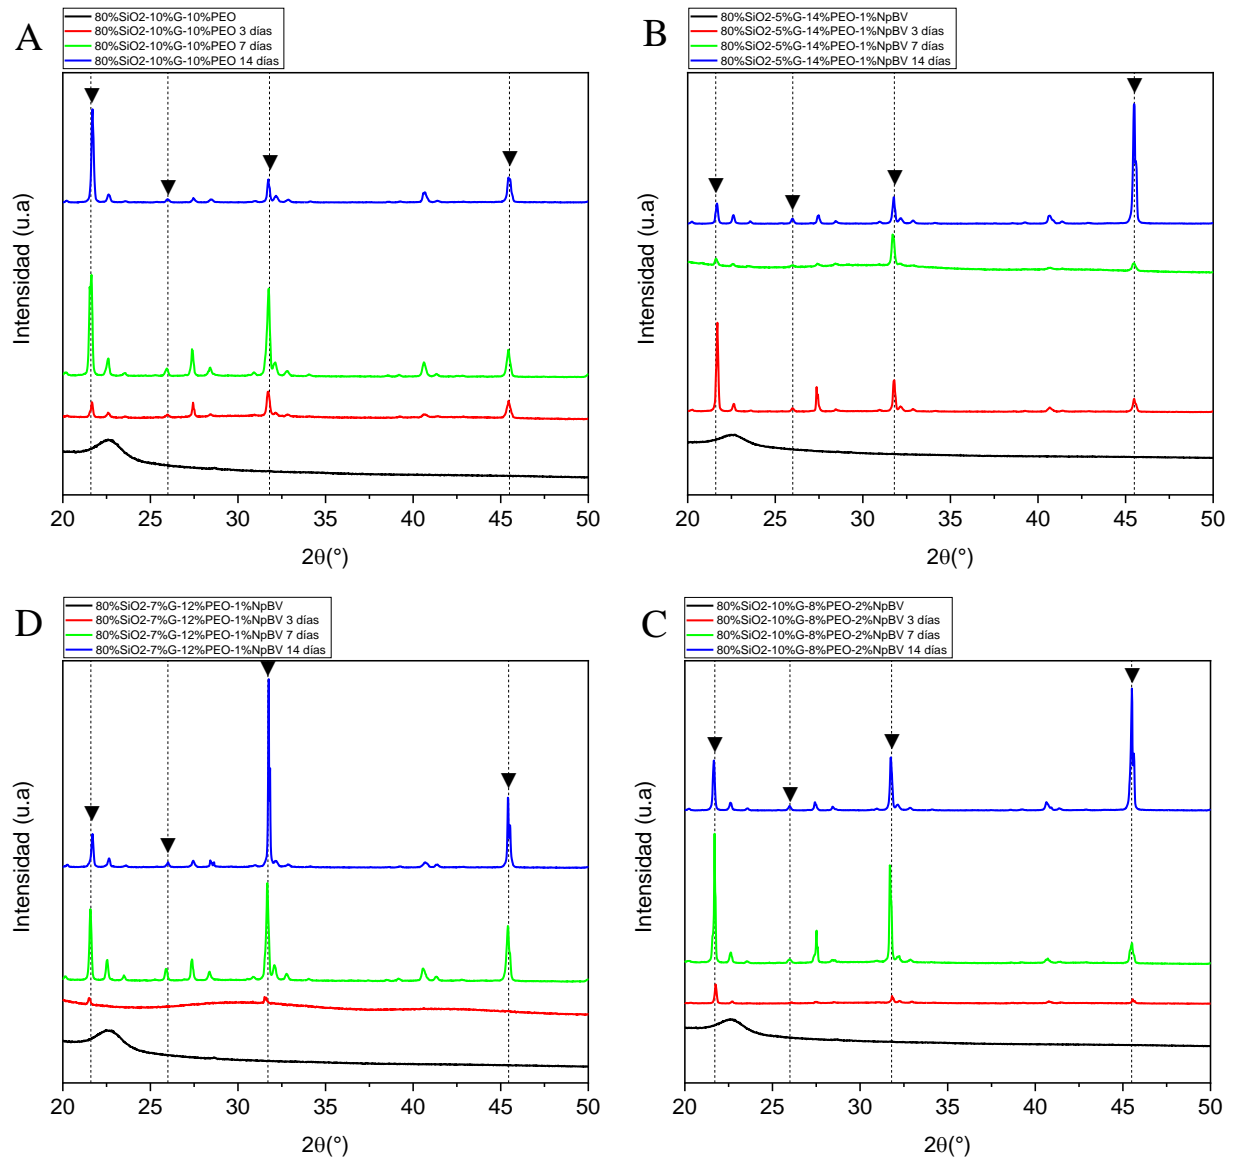 A
80%SiO2-10%G-10%PEO
80%SiO2-10%G-10%PEO 3 días
80%SiO2-10%G-10%PEO 7 días
80%SiO2-10%G-10%PEO 14 días
Intensidad (u.a)
20 25 30 35 40 45 50
2θ(°)
B
80%SiO2-5%G-14%PEO-1%NpBV
80%SiO2-5%G-14%PEO-1%NpBV 3 días
80%SiO2-5%G-14%PEO-1%NpBV 7 días
80%SiO2-5%G-14%PEO-1%NpBV 14 días
Intensidad (u.a)
20 25 30 35 40 45 50
2θ(°)
D
80%SiO2-7%G-12%PEO-1%NpBV
80%SiO2-7%G-12%PEO-1%NpBV 3 días
80%SiO2-7%G-12%PEO-1%NpBV 7 días
80%SiO2-7%G-12%PEO-1%NpBV 14 días
Intensidad (u.a)
20 25 30 35 40 45 50
2θ(°)
C
80%SiO2-10%G-8%PEO-2%NpBV
80%SiO2-10%G-8%PEO-2%NpBV 3 días
80%SiO2-10%G-8%PEO-2%NpBV 7 días
80%SiO2-10%G-8%PEO-2%NpBV 14 días
Intensidad (u.a)
20 25 30 35 40 45 50
2θ(°)